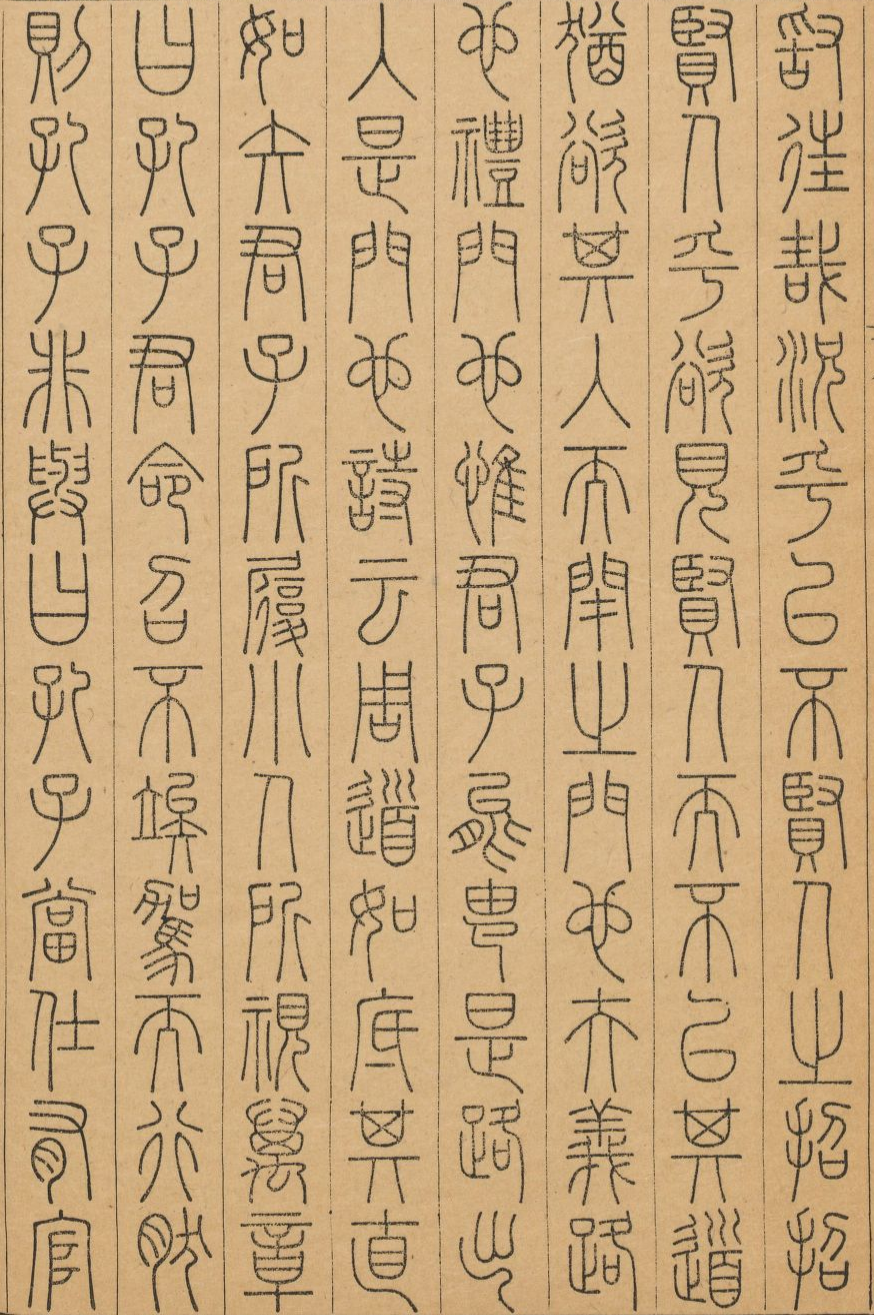 敢往哉況乎以不賢人之招招
賢人乎欲見賢人而不以其道
猶欲其入而閉之門也夫義路
也禮門也惟君子能由是路出
入是門也詩云周道如底其直
如矢君子所履小人所視萬章
曰孔子君命召不竢駕而行然
則孔子非與曰孔子當仕有官